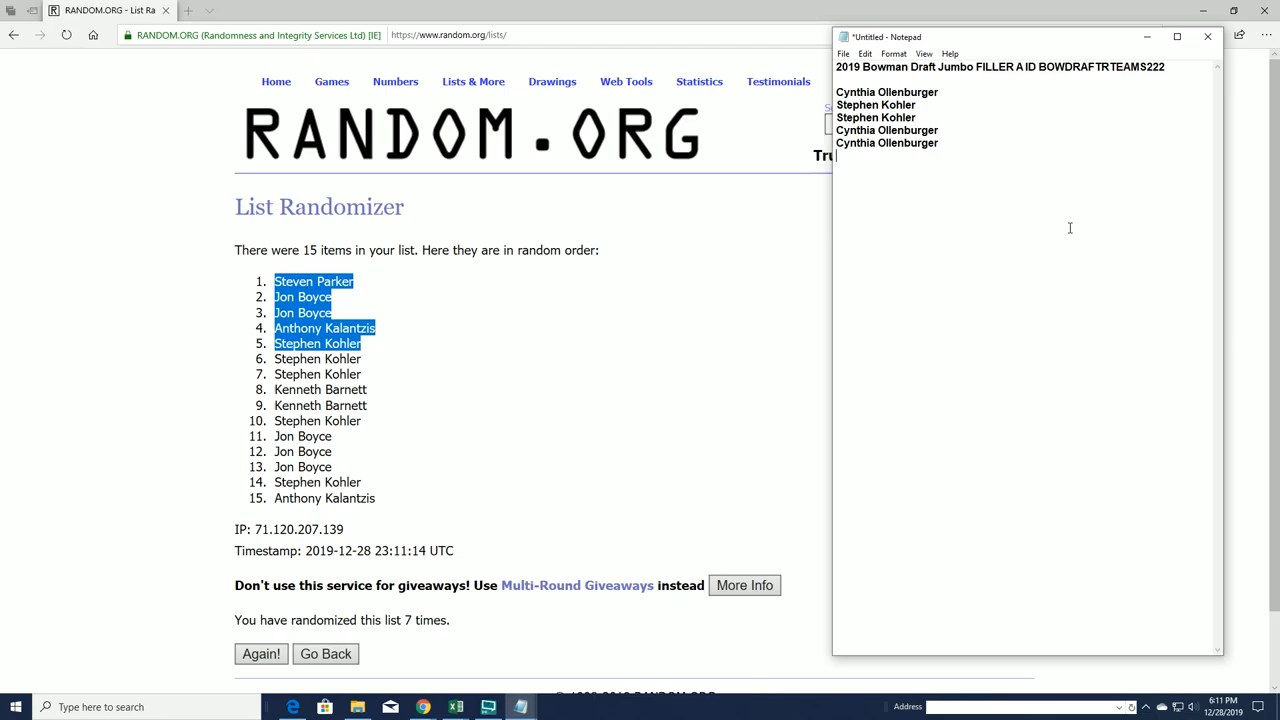 RANDOM.ORG - List Ra
RANDOM.ORG (Randomness and Integrity Services Ltd) [IE]
https://www.random.org/lists/
Home Games Numbers Lists & More Drawings Web Tools Statistics Testimonials
RANDOM.ORG
Tru
List Randomizer
There were 15 items in your list. Here they are in random order:
1. Steven Parker
2. Jon Boyce
3. Jon Boyce
4. Anthony Kalantzis
5. Stephen Kohler
6. Stephen Kohler
7. Stephen Kohler
8. Kenneth Barnett
9. Kenneth Barnett
10. Stephen Kohler
11. Jon Boyce
12. Jon Boyce
13. Jon Boyce
14. Stephen Kohler
15. Anthony Kalantzis
IP: 71.120.207.139
Timestamp: 2019-12-28 23:11:14 UTC
Don't use this service for giveaways! Use Multi-Round Giveaways instead More Info
You have randomized this list 7 times.
Again! Go Back
*Untitled - Notepad
File Edit Format View Help
2019 Bowman Draft Jumbo FILLER A ID BOWDRAFTRTEAMS222
Cynthia Ollenburger
Stephen Kohler
Stephen Kohler
Cynthia Ollenburger
Cynthia Ollenburger
Type here to search
Address
6:11 PM
12/28/2019